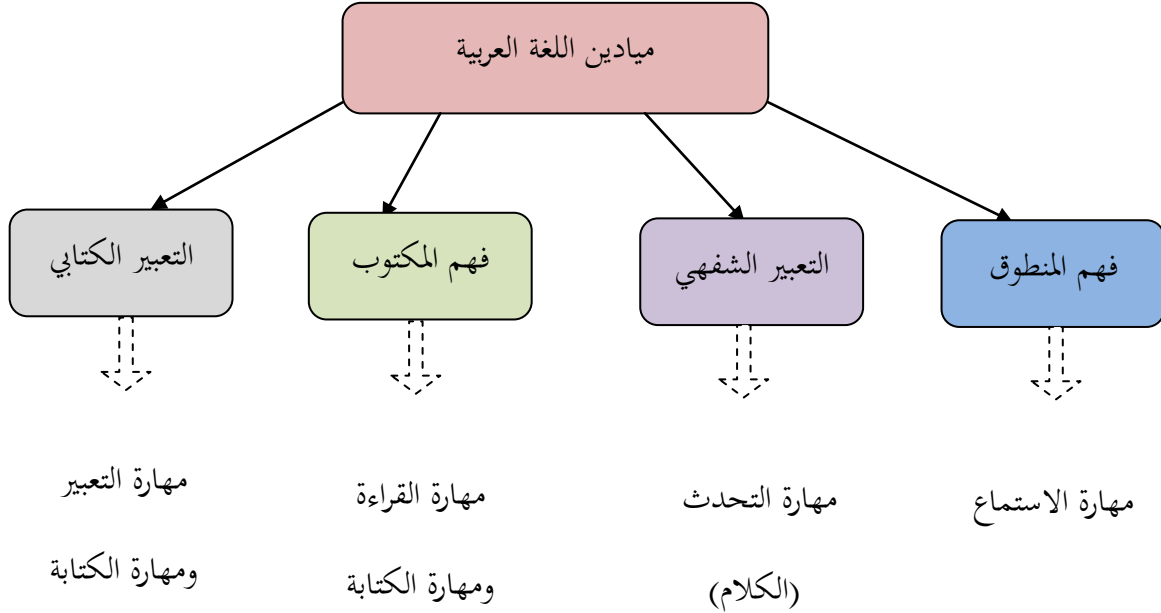 ميادين اللغة العربية
فهم المنطوق
التعبير الشفهي
فهم المكتوب
التعبير الكتابي
مهارة الاستماع
مهارة التحدث
(الكلام)
مهارة القراءة
ومهارة الكتابة
مهارة التعبير
ومهارة الكتابة